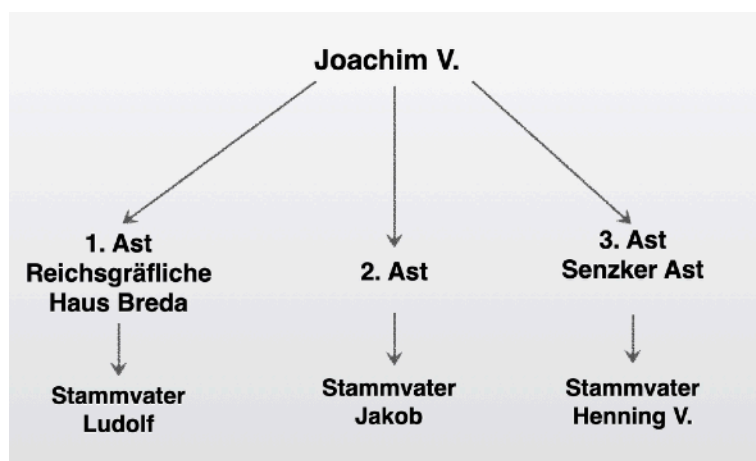 Joachim V.
1. Ast
Reichsgräfliche
Haus Breda
2. Ast
3. Ast
Senzker Ast
Stammvater
Ludolf
Stammvater
Jakob
Stammvater
Henning V.